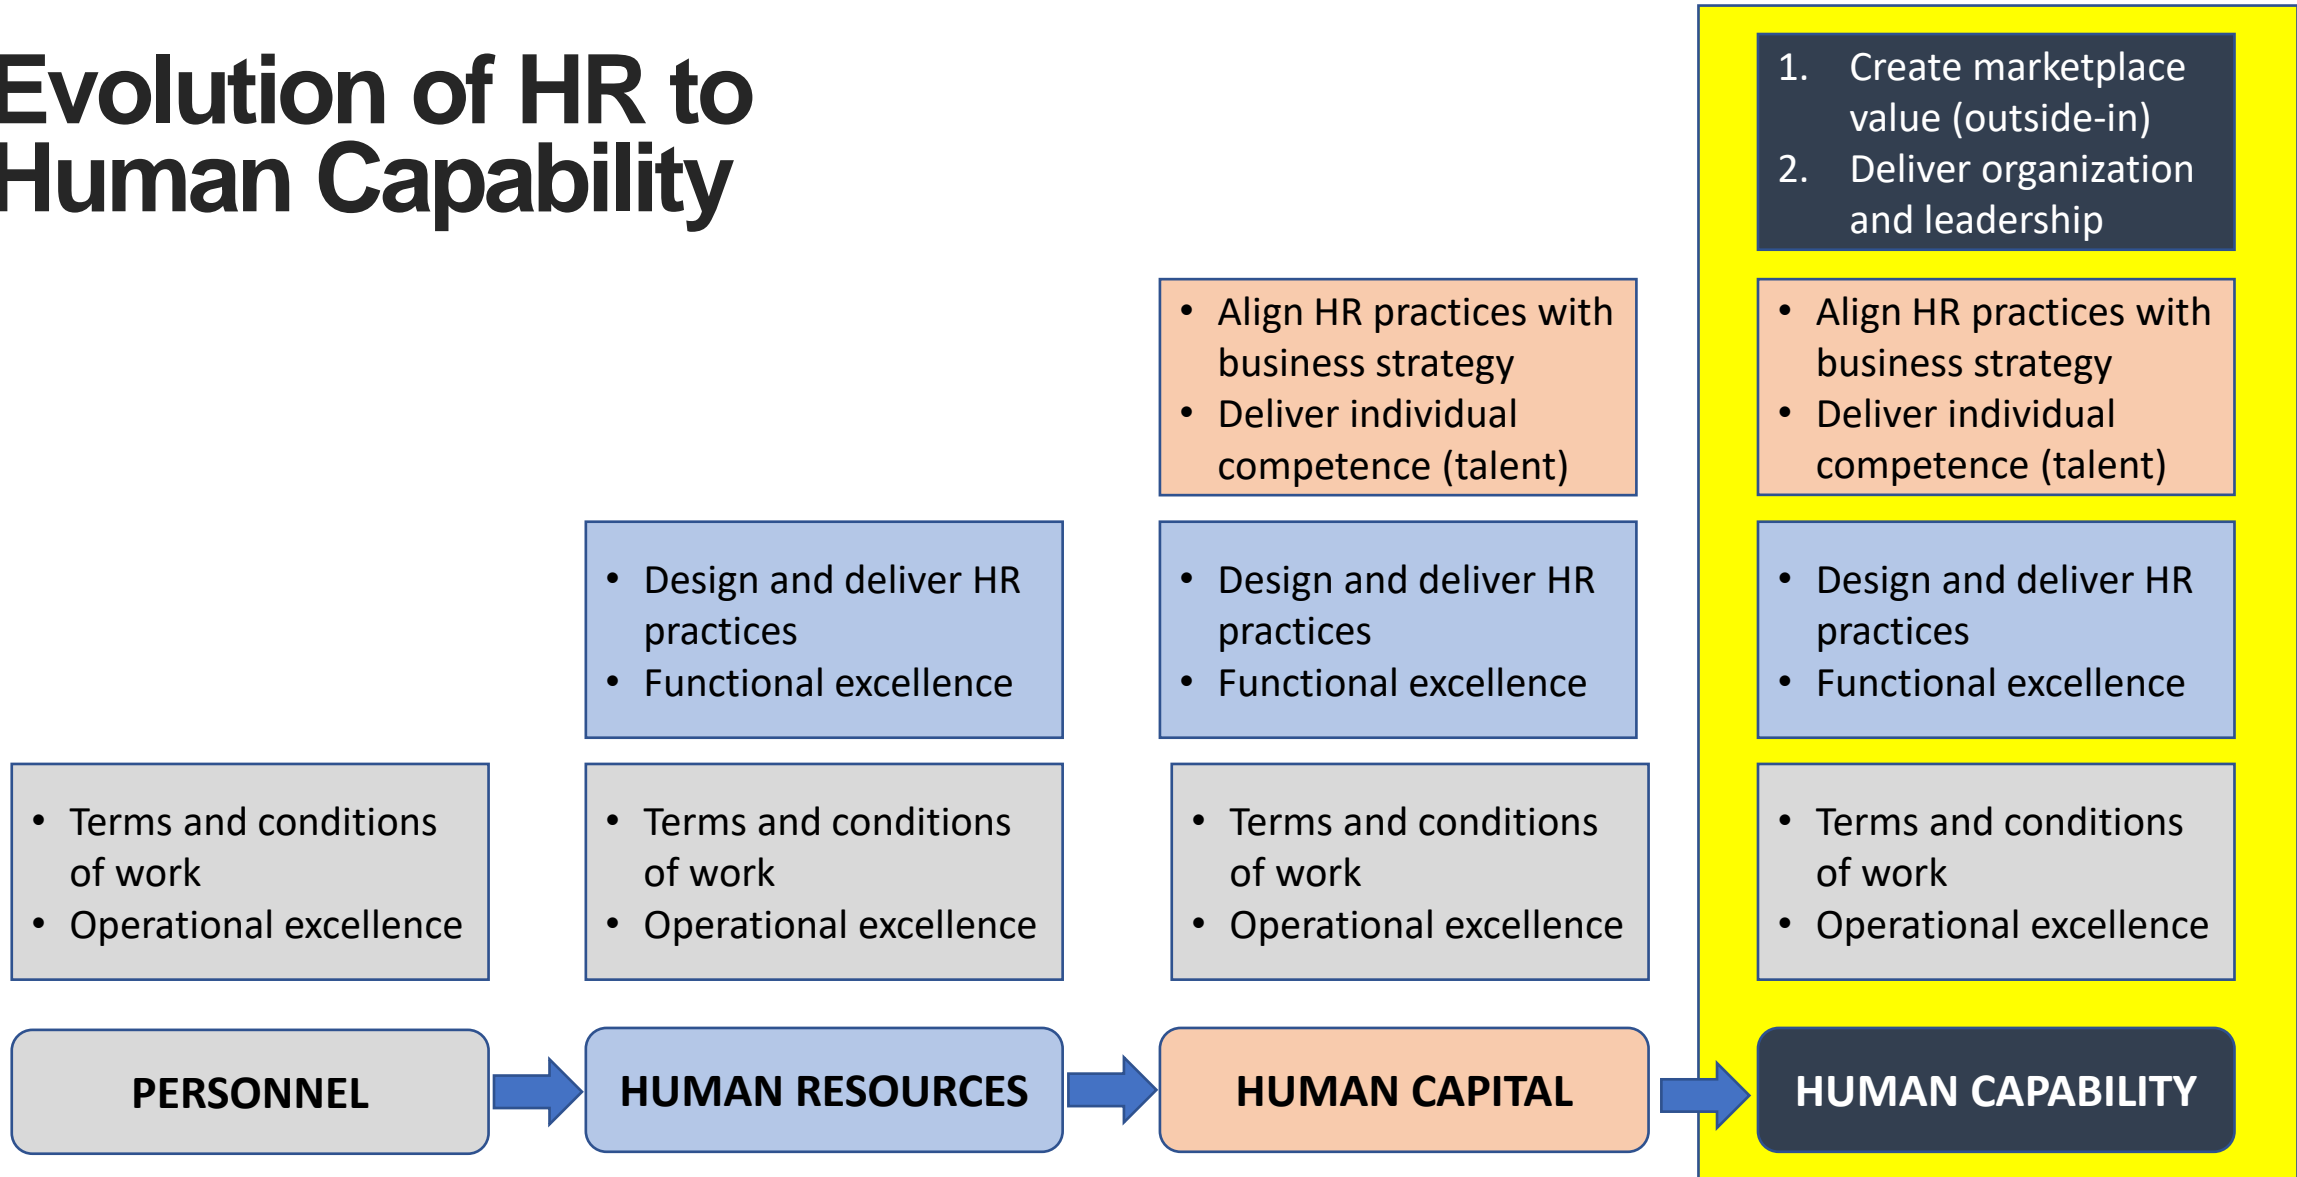 Evolution of HR to
Human Capability
1. Create marketplace
value (outside-in)
2. Deliver organization
and leadership
• Align HR practices with
business strategy
• Deliver individual
competence (talent)
• Align HR practices with
business strategy
• Deliver individual
competence (talent)
• Design and deliver HR
practices
• Functional excellence
• Design and deliver HR
practices
• Functional excellence
• Design and deliver HR
practices
• Functional excellence
• Terms and conditions
of work
• Operational excellence
• Terms and conditions
of work
• Operational excellence
• Terms and conditions
of work
• Operational excellence
• Terms and conditions
of work
• Operational excellence
PERSONNEL
HUMAN RESOURCES
HUMAN CAPITAL
HUMAN CAPABILITY